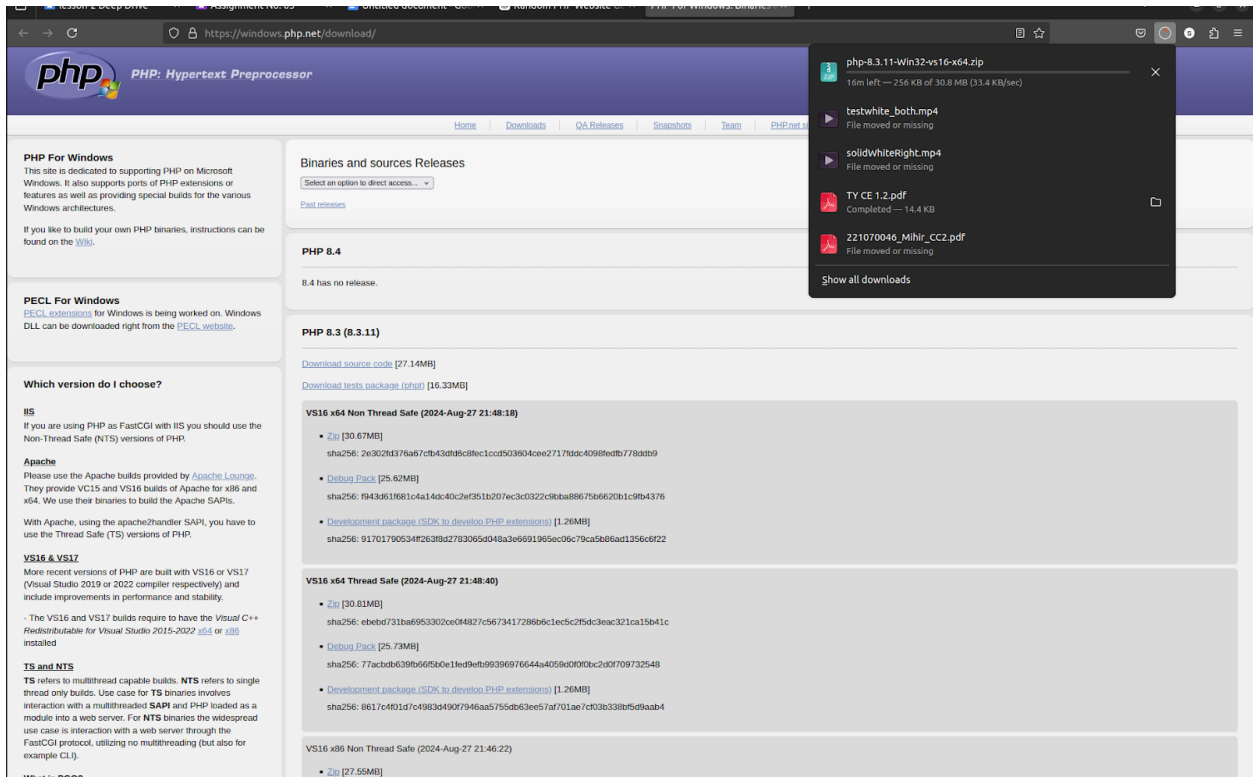 lesson 2 Deep Drive
Assignment No. 05
Untitled document - Goo
Random PHP Website Ge
PHP For Windows: Binaries
https://windows.php.net/download/
php
PHP: Hypertext Preprocessor
php-8.3.11-Win32-vs16-x64.zip
16m left — 256 KB of 30.8 MB (33.4 KB/sec)
testwhite_both.mp4
File moved or missing
solidWhiteRight.mp4
File moved or missing
TY CE 1.2.pdf
Completed — 14.4 KB
221070046_Mihir_CC2.pdf
File moved or missing
Show all downloads
Home
Downloads
QA Releases
Snapshots
Team
PHP.net si
PHP For Windows
This site is dedicated to supporting PHP on Microsoft
Windows. It also supports ports of PHP extensions or
features as well as providing special builds for the various
Windows architectures.
If you like to build your own PHP binaries, instructions can be
found on the Wiki.
PECL For Windows
PECL extensions for Windows is being worked on. Windows
DLL can be downloaded right from the PECL website.
Which version do I choose?
IIS
If you are using PHP as FastCGI with IIS you should use the
Non-Thread Safe (NTS) versions of PHP.
Apache
Please use the Apache builds provided by Apache Lounge.
They provide VC15 and VS16 builds of Apache for x86 and
x64. We use their binaries to build the Apache SAPIs.
With Apache, using the apache2handler SAPI, you have to
use the Thread Safe (TS) versions of PHP.
VS16 & VS17
More recent versions of PHP are built with VS16 or VS17
(Visual Studio 2019 or 2022 compiler respectively) and
include improvements in performance and stability.
- The VS16 and VS17 builds require to have the Visual C++
Redistributable for Visual Studio 2015-2022 x64 or x86
installed
TS and NTS
TS refers to multithread capable builds. NTS refers to single
thread only builds. Use case for TS binaries involves
interaction with a multithreaded SAPI and PHP loaded as a
module into a web server. For NTS binaries the widespread
use case is interaction with a web server through the
FastCGI protocol, utilizing no multithreading (but also for
example CLI).
What is PGO?
Binaries and sources Releases
Select an option to direct access...
Past releases
PHP 8.4
8.4 has no release.
PHP 8.3 (8.3.11)
Download source code [27.14MB]
Download tests package (phpt) [16.33MB]
VS16 x64 Non Thread Safe (2024-Aug-27 21:48:18)
Zip [30.67MB]
sha256: 2e302fd376a67cfb43dfd6c8fec1ccd503604cee2717fddc4098fedfb778ddb9
Debug Pack [25.62MB]
sha256: f943d61f681c4a14dc40c2ef351b207ec3c0322c9bba88675b6620b1c9fb4376
Development package (SDK to develop PHP extensions) [1.26MB]
sha256: 91701790534ff263f8d2783065d048a3e6691965ec06c79ca5b86ad1356c6f22
VS16 x64 Thread Safe (2024-Aug-27 21:48:40)
Zip [30.81MB]
sha256: ebebd731ba6953302ce0f4827c5673417286b6c1ec5c2f5dc3eac321ca15b41c
Debug Pack [25.73MB]
sha256: 77acbdb639fb66f5b0e1fed9efb99396976644a4059d0f0f0bc2d0f709732548
Development package (SDK to develop PHP extensions) [1.26MB]
sha256: 8617c4f01d7c4983d490f7946aa5755db63ee57af701ae7cf03b338bf5d9aab4
VS16 x86 Non Thread Safe (2024-Aug-27 21:46:22)
Zip [27.55MB]